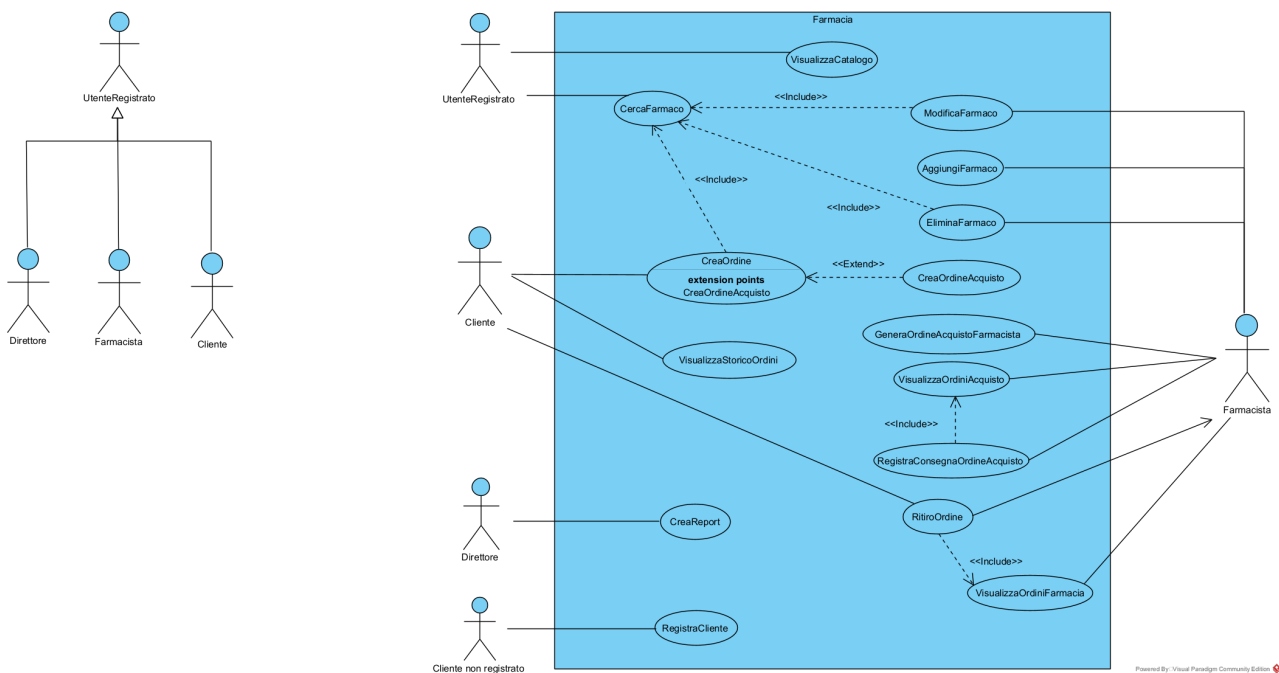 Farmacia
UtenteRegistrato
UtenteRegistrato
VisualizzaCatalogo
CercaFarmaco
<<Include>>
ModificaFarmaco
AggiungiFarmaco
<<Include>>
<<Include>>
EliminaFarmaco
CreaOrdine
extension points
CreaOrdineAcquisto
<<Extend>>
CreaOrdineAcquisto
Direttore
Farmacista
Cliente
Cliente
GeneraOrdineAcquistoFarmacista
VisualizzaStoricoOrdini
VisualizzaOrdiniAcquisto
Farmacista
<<Include>>
RegistraConsegnaOrdineAcquisto
RitiroOrdine
CreaReport
Direttore
<<Include>>
VisualizzaOrdiniFarmacia
RegistraCliente
Cliente non registrato
Powered By: Visual Paradigm Community Edition